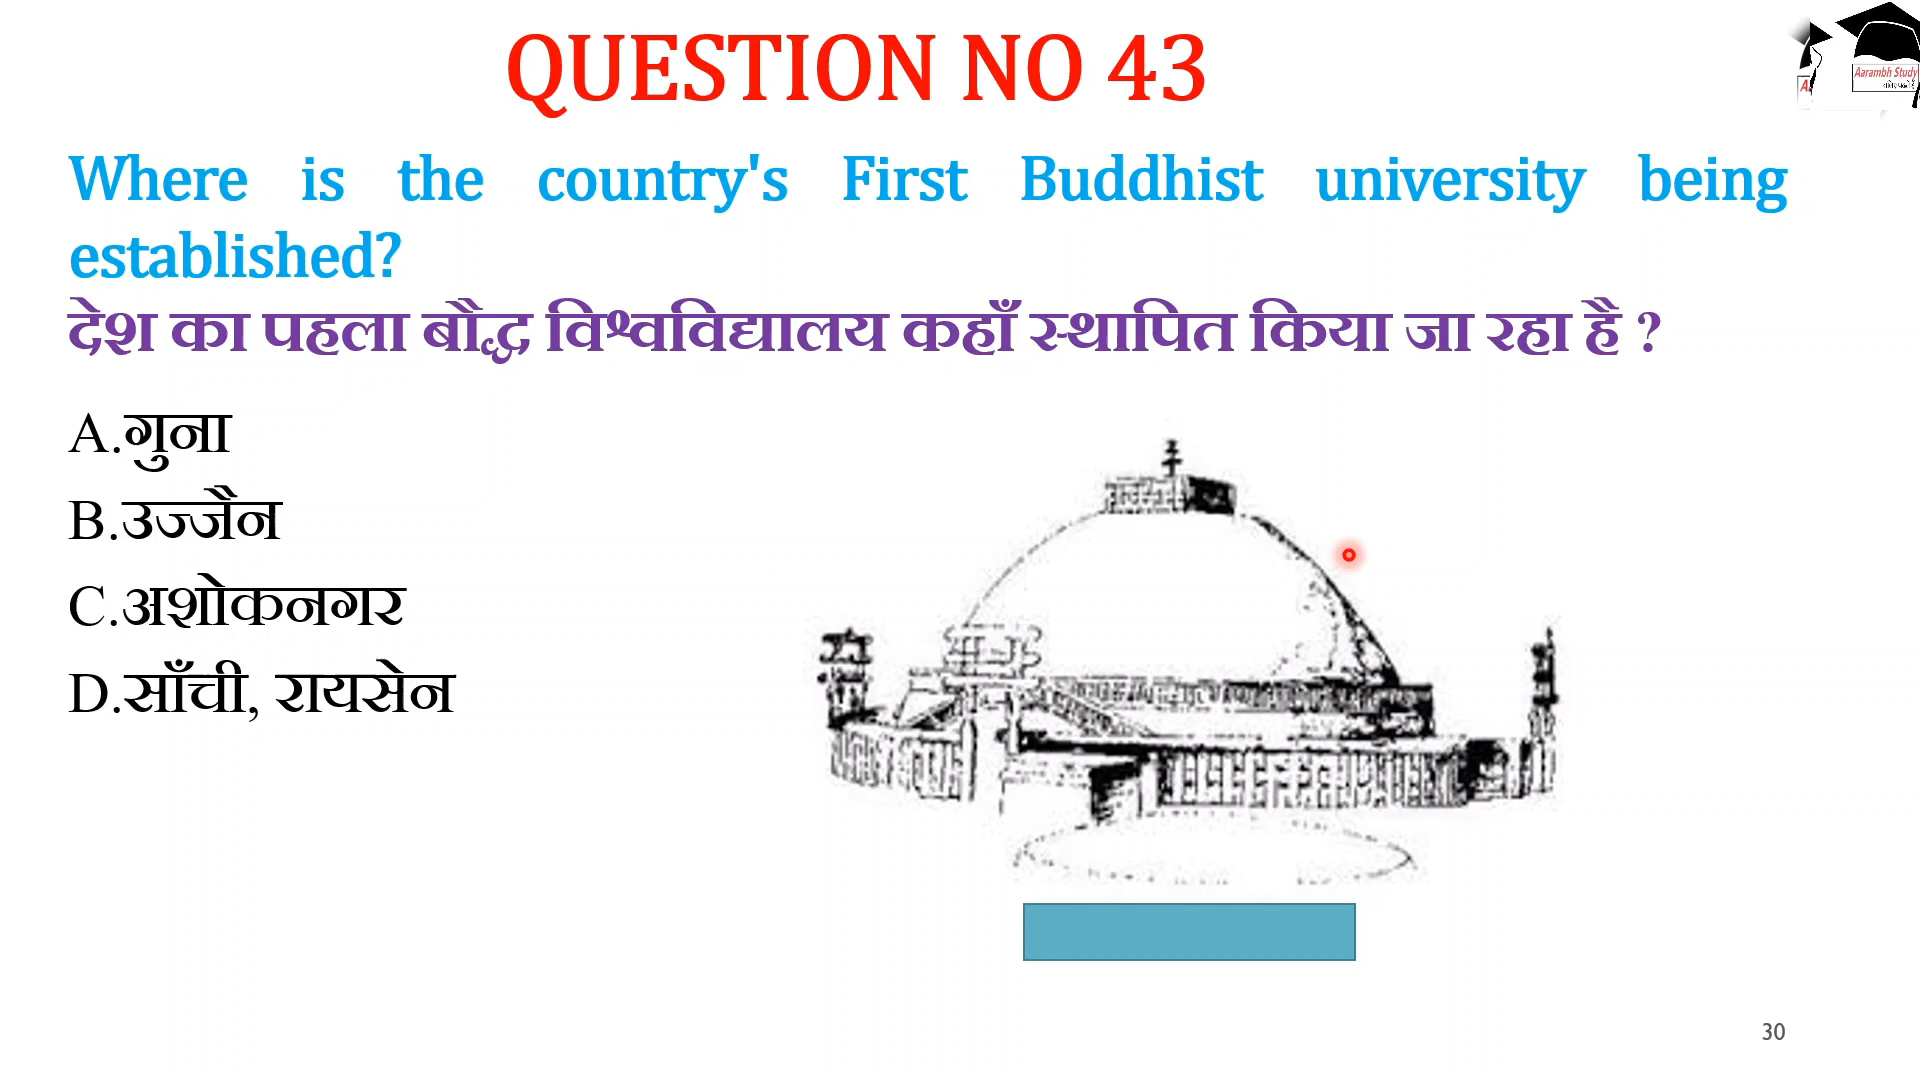 QUESTION NO 43
Aarambh Study
Where is the country's First Buddhist university being
established?
देश का पहला बौद्ध विश्वविद्यालय कहाँ स्थापित किया जा रहा है ?
A.गुना
B.उज्जैन
C.अशोकनगर
D.साँची, रायसेन
30